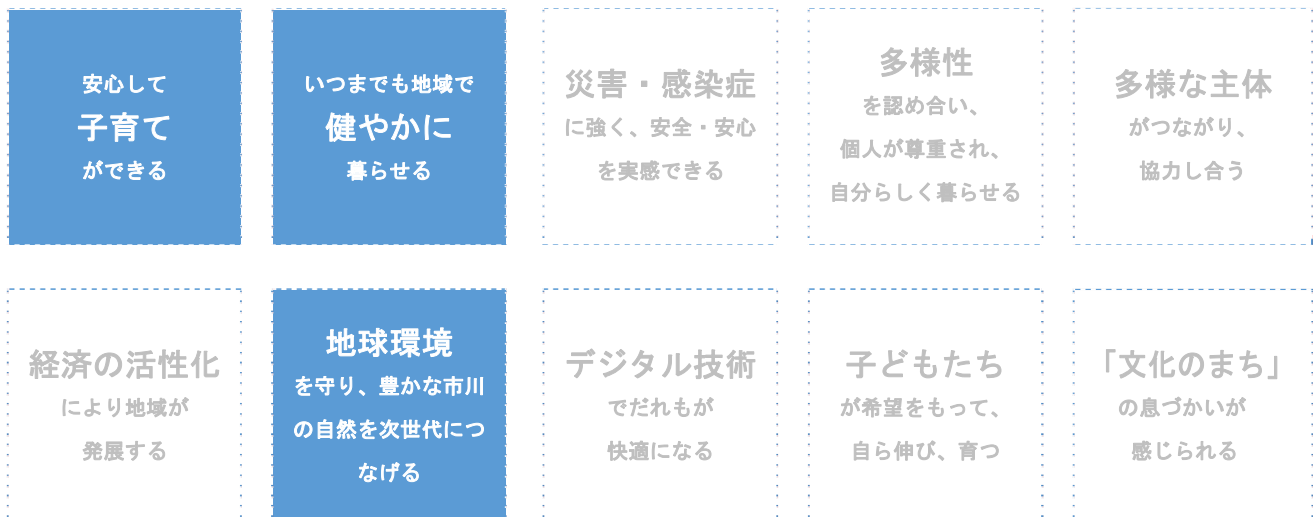 安心して
子育て
ができる
いつまでも地域で
健やかに
暮らせる
災害・感染症
に強く、安全・安心
を実感できる
多様性
を認め合い、
個人が尊重され、
自分らしく暮らせる
多様な主体
がつながり、
協力し合う
経済の活性化
により地域が
発展する
地球環境
を守り、豊かな市川
の自然を次世代につ
なげる
デジタル技術
でだれもが
快適になる
子どもたち
が希望をもって、
自ら伸び、育つ
「文化のまち」
の息づかいが
感じられる